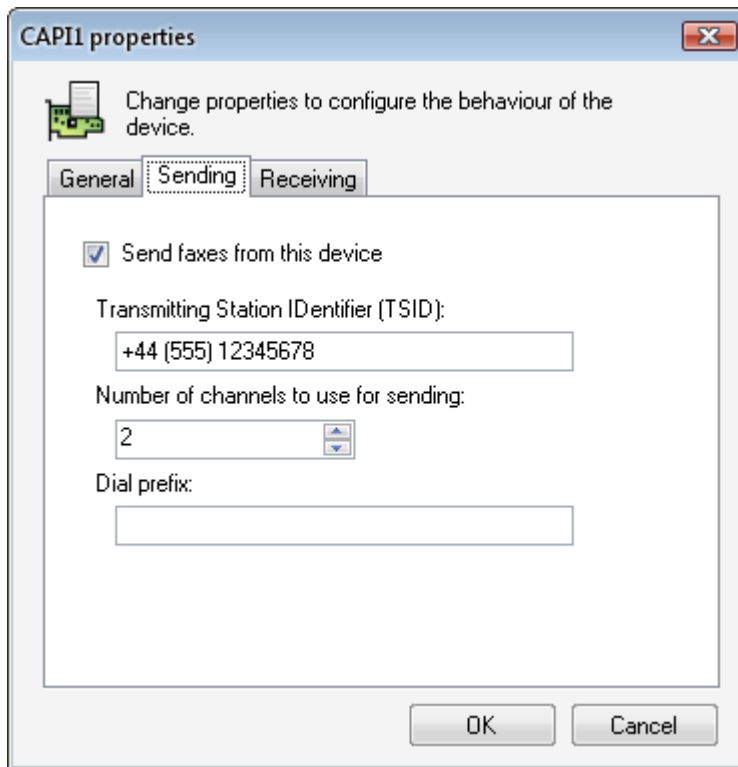 CAPI1 properties
Change properties to configure the behaviour of the
device.
General Sending Receiving
Send faxes from this device
Transmitting Station IDentifier (TSID):
+44 (555) 12345678
Number of channels to use for sending:
2
Dial prefix:
OK Cancel